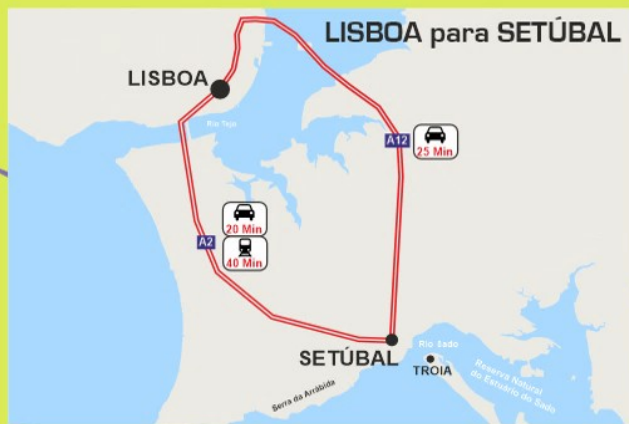 LISBOA para SETÚBAL
LISBOA
Rio Tejo
A12
25 Min
20 Min
A2
40 Min
SETÚBAL
Rio Sado
TROIA
Reserva Natural
do Estuário do Sado
Serra da Arrábida